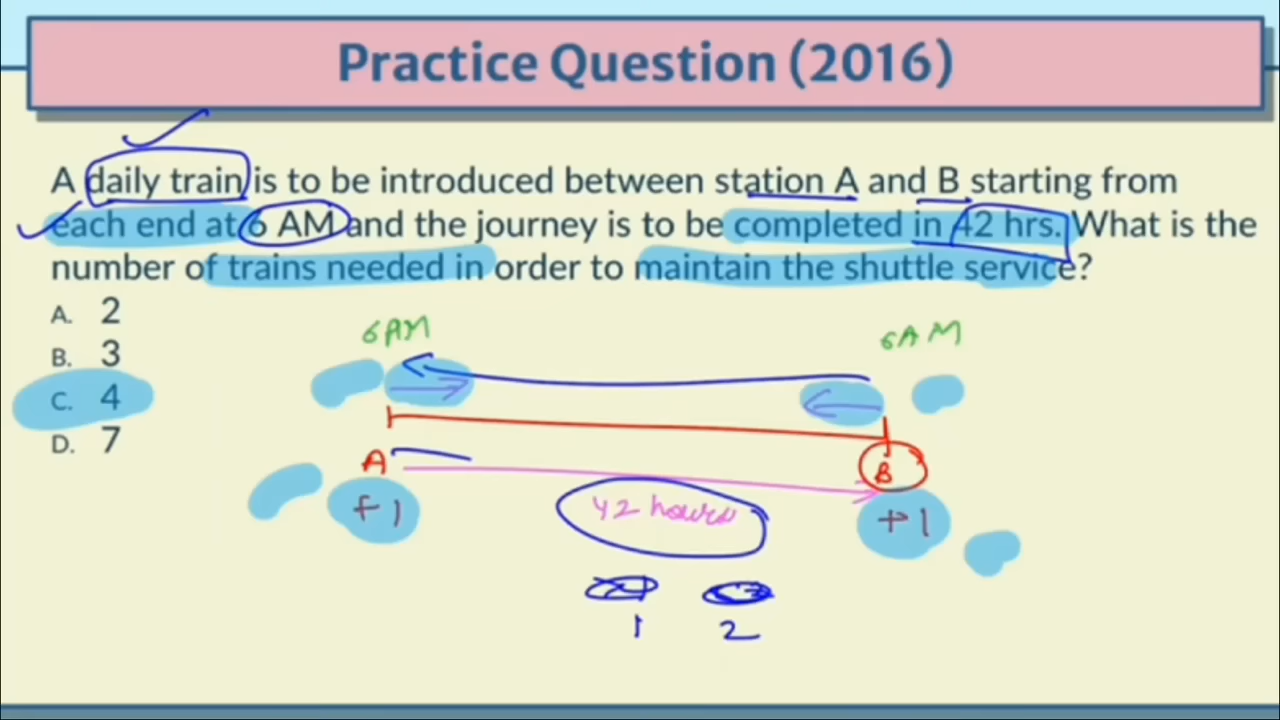 Practice Question (2016)
A daily train is to be introduced between station A and B starting from
each end at 6 AM and the journey is to be completed in 42 hrs. What is the
number of trains needed in order to maintain the shuttle service?
A. 2
B. 3
C. 4
D. 7
6AM 6AM
A B
+1 42 hours +1
1 2